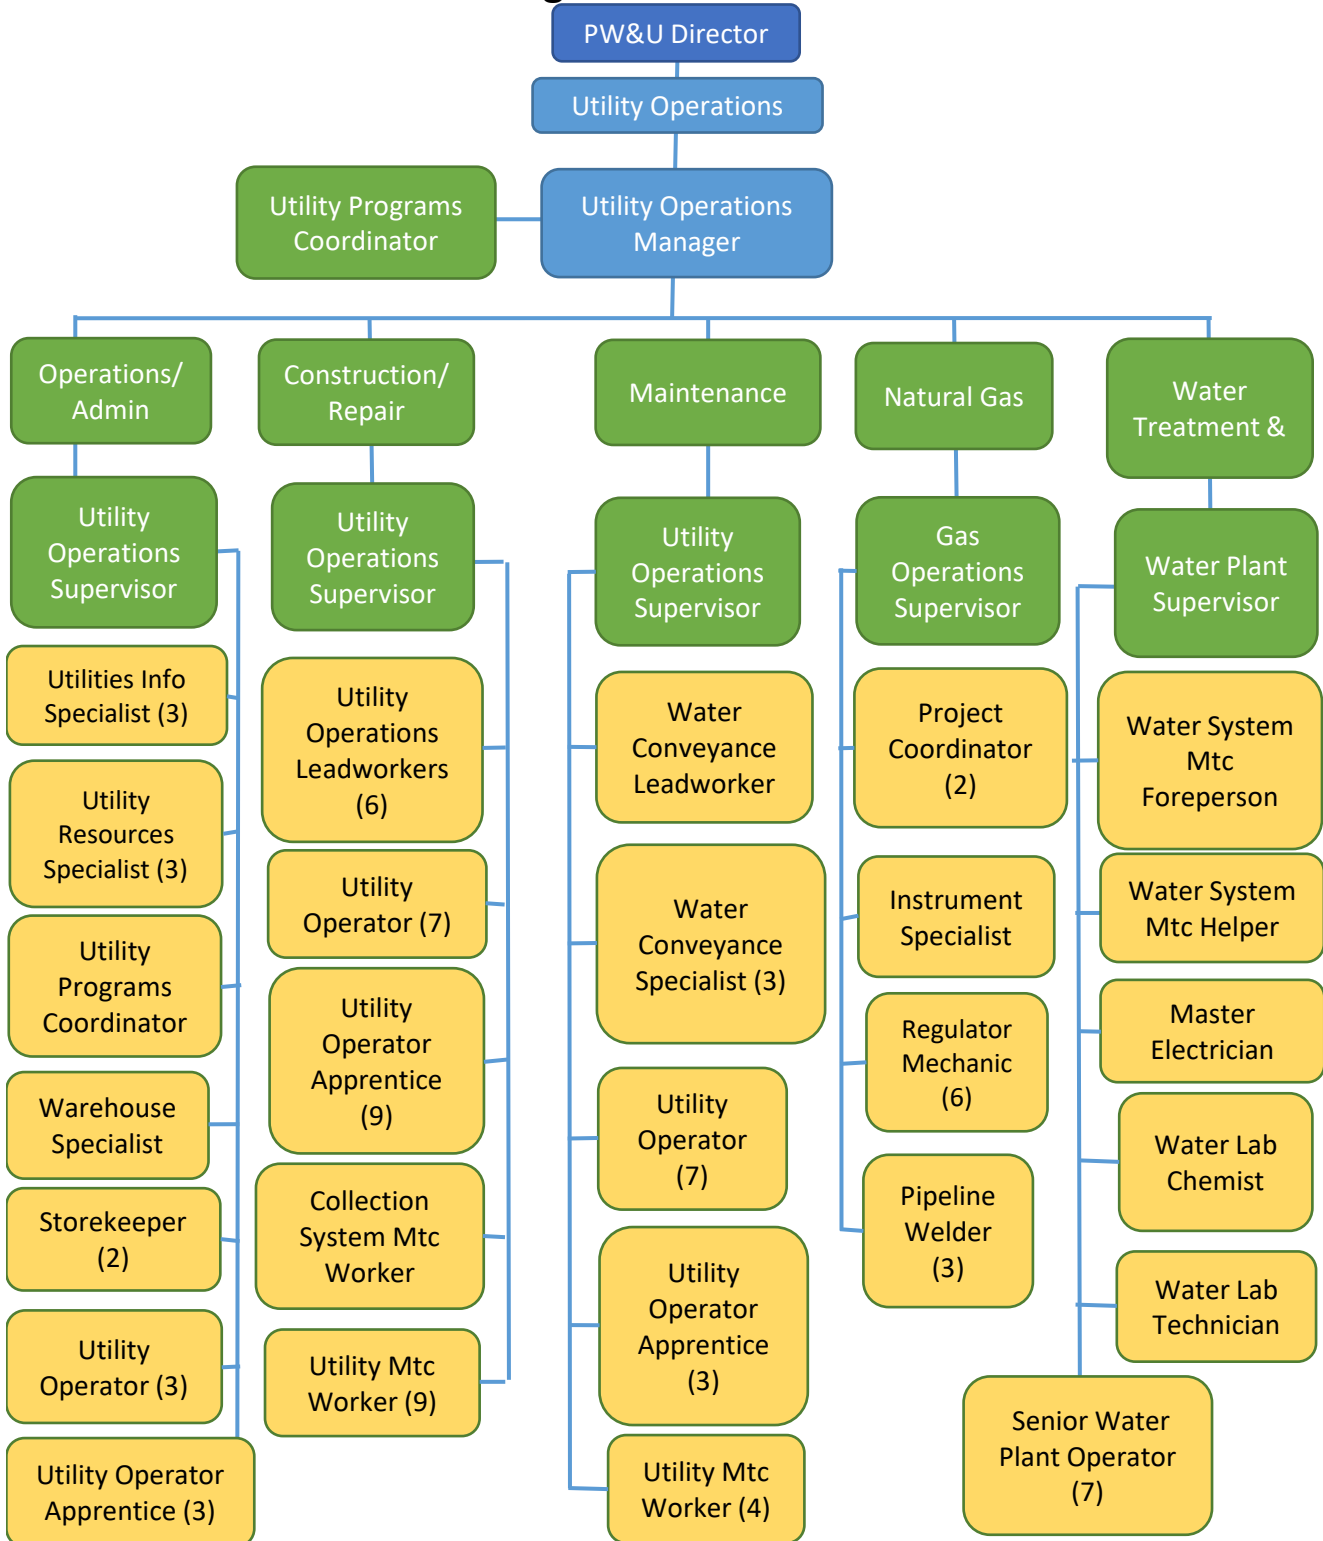 PW&U Director
Utility Operations
Utility Programs
Coordinator
Utility Operations
Manager
Operations/
Admin
Construction/
Repair
Maintenance
Natural Gas
Water
Treatment &
Utility
Operations
Supervisor
Utility
Operations
Supervisor
Utility
Operations
Supervisor
Gas
Operations
Supervisor
Water Plant
Supervisor
Utilities Info
Specialist (3)
Utility
Resources
Specialist (3)
Utility
Programs
Coordinator
Warehouse
Specialist
Storekeeper
(2)
Utility
Operator (3)
Utility Operator
Apprentice (3)
Utility
Operations
Leadworkers
(6)
Utility
Operator (7)
Utility
Operator
Apprentice
(9)
Collection
System Mtc
Worker
Utility Mtc
Worker (9)
Water
Conveyance
Leadworker
Water
Conveyance
Specialist (3)
Utility
Operator
(7)
Utility
Operator
Apprentice
(3)
Utility Mtc
Worker (4)
Project
Coordinator
(2)
Instrument
Specialist
Regulator
Mechanic
(6)
Pipeline
Welder
(3)
Water System
Mtc
Foreperson
Water System
Mtc Helper
Master
Electrician
Water Lab
Chemist
Water Lab
Technician
Senior Water
Plant Operator
(7)